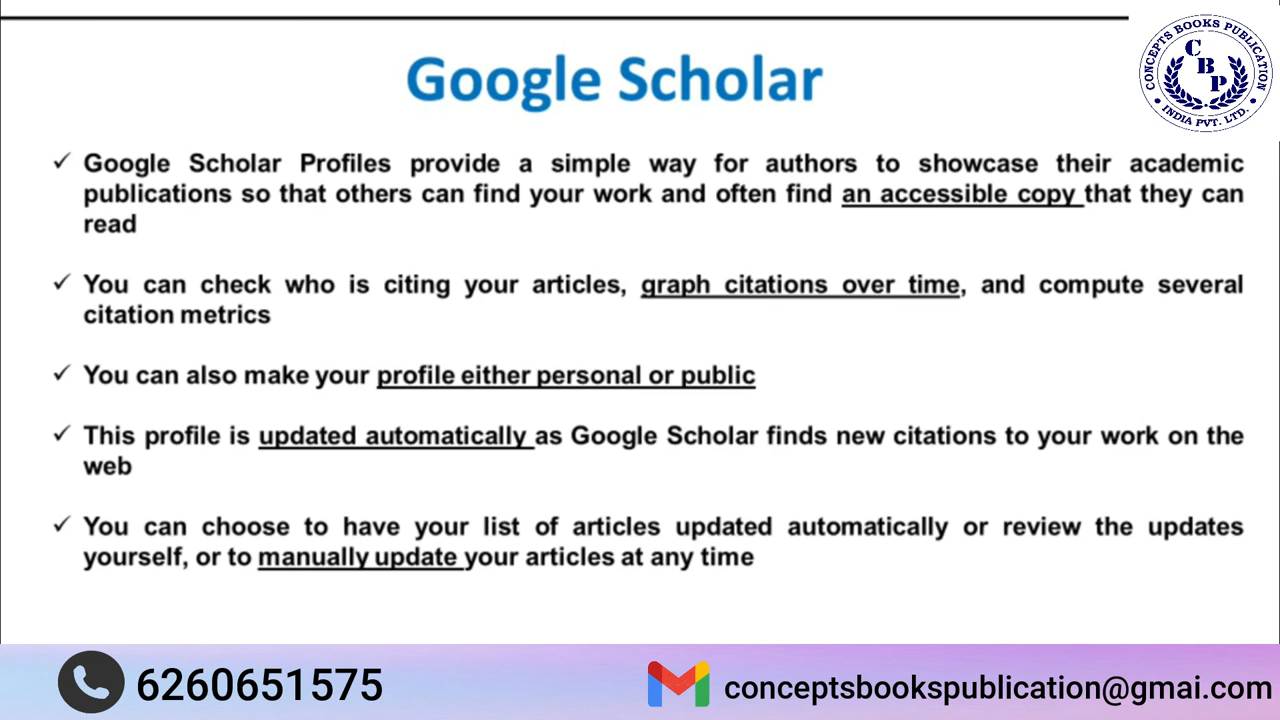 Google Scholar
CONCEPTS BOOKS PUBLICATION
C
B
P
INDIA PVT. LTD.
✓ Google Scholar Profiles provide a simple way for authors to showcase their academic
publications so that others can find your work and often find an accessible copy that they can
read
✓ You can check who is citing your articles, graph citations over time, and compute several
citation metrics
✓ You can also make your profile either personal or public
✓ This profile is updated automatically as Google Scholar finds new citations to your work on the
web
✓ You can choose to have your list of articles updated automatically or review the updates
yourself, or to manually update your articles at any time
6260651575
conceptsbookspublication@gmai.com